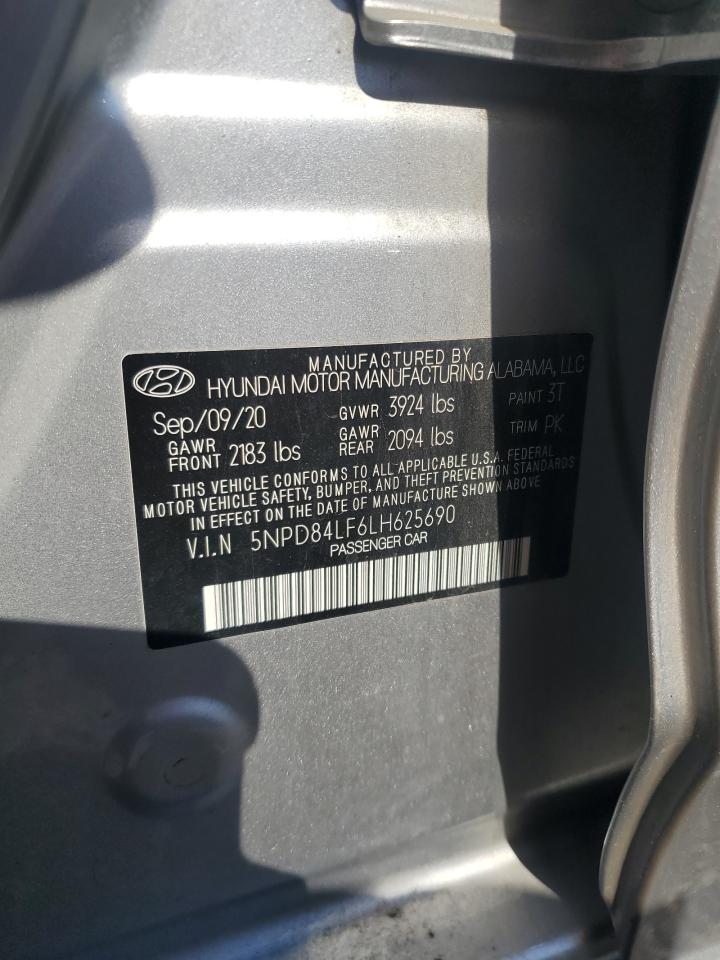 MANUFACTURED BY
HYUNDAI MOTOR MANUFACTURING ALABAMA, LLC
Sep/09/20 GVWR 3924 lbs PAINT 3T
GAWR FRONT 2183 lbs GAWR REAR 2094 lbs TRIM PK
THIS VEHICLE CONFORMS TO ALL APPLICABLE U.S.A. FEDERAL
MOTOR VEHICLE SAFETY, BUMPER, AND THEFT PREVENTION STANDARDS
IN EFFECT ON THE DATE OF MANUFACTURE SHOWN ABOVE
V.I.N 5NPD84LF6LH625690
PASSENGER CAR